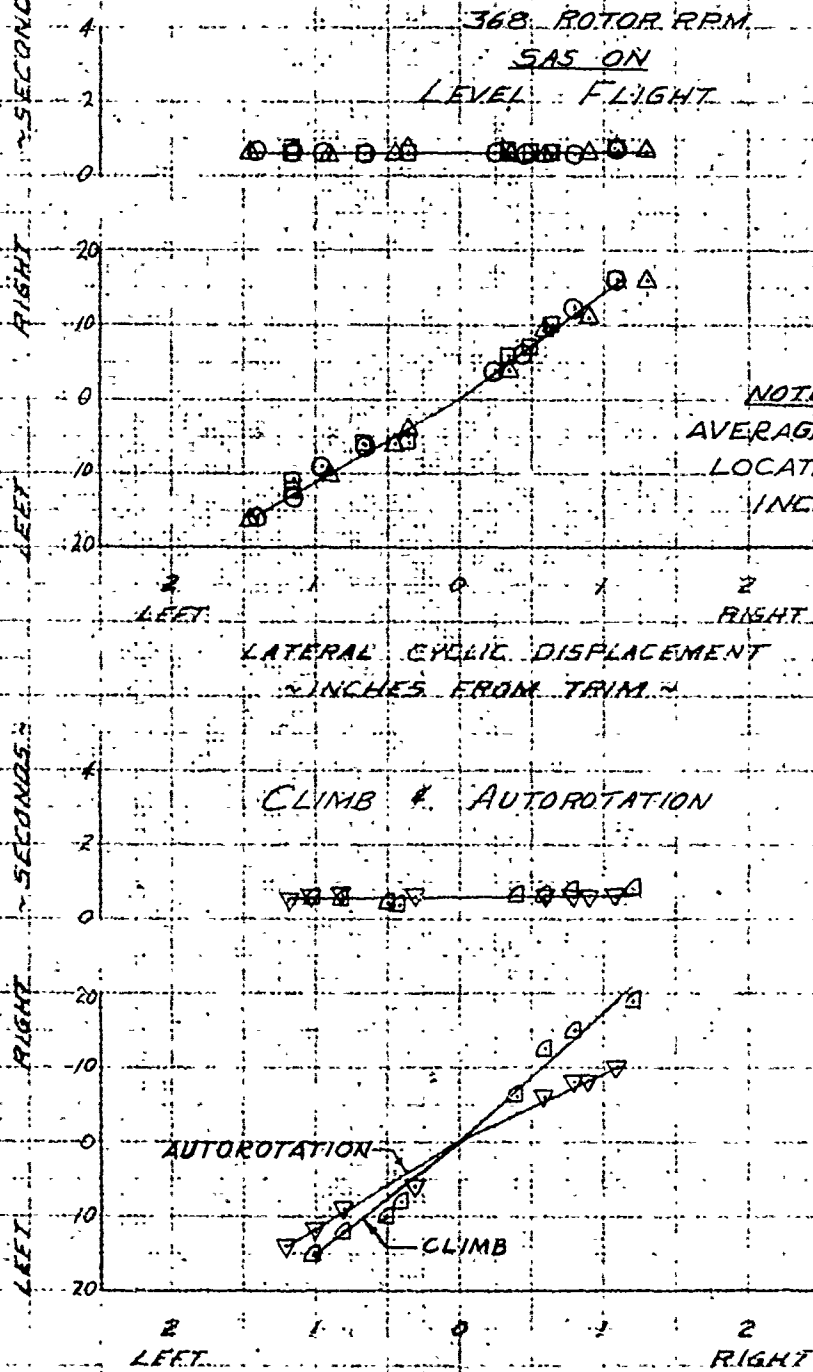 368 ROTOR RPM
SAS ON
LEVEL FLIGHT
~SECOND
4
2
0
RIGHT
LEFT
20
10
0
10
20
NOT
AVERAG
LOCAT
INC
2 1 0 1 2
LEFT RIGHT
LATERAL CYCLIC DISPLACEMENT
~INCHES FROM TRIM~
~SECONDS~
4
2
0
CLIMB & AUTOROTATION
RIGHT
LEFT
20
10
0
10
20
AUTOROTATION
CLIMB
2 1 0 1 2
LEFT RIGHT